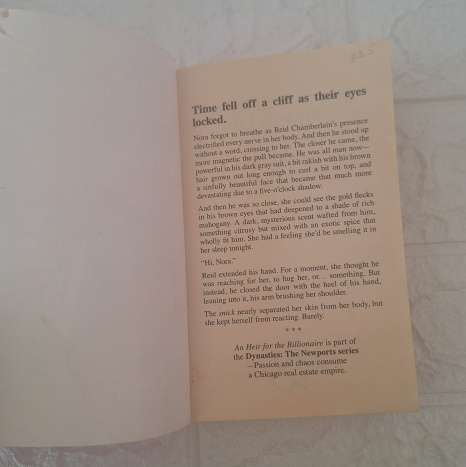 Time fell off a cliff as their eyes
locked.
Nora forgot to breathe as Reid Chamberlain's presence
electrified every nerve in her body. And then he stood up
without a word, crossing to her. The closer he came, the
more magnetic the pull became. He was all man now—
powerful in his dark gray suit, a bit rakish with his brown
hair grown out long enough to curl a bit on top, and
a sinfully beautiful face that became that much more
devastating due to a five-o'clock shadow.
And then he was so close, she could see the gold flecks
in his brown eyes that had deepened to a shade of rich
mahogany. A dark, mysterious scent wafted from him,
something citrusy but mixed with an exotic spice that
wholly fit him. She had a feeling she'd be smelling it in
her sleep tonight.
"Hi, Nora."
Reid extended his hand. For a moment, she thought he
was reaching for her, to hug her, or... something. But
instead, he closed the door with the heel of his hand,
leaning into it, his arm brushing her shoulder.
The snick nearly separated her skin from her body, but
she kept herself from reacting. Barely.
* * *
An Heir for the Billionaire is part of
the Dynasties: The Newports series
—Passion and chaos consume
a Chicago real estate empire.